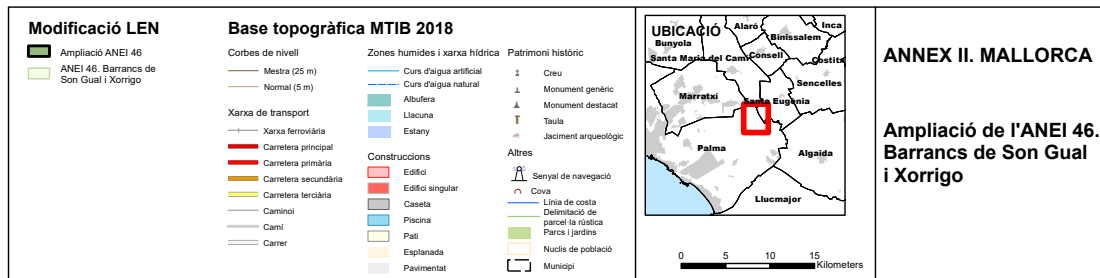 Modificació LEN
Ampliació ANEI 46
ANEI 46. Barrancs de
Son Gual i Xorrigo
Base topogràfica MTIB 2018
Corbes de nivell
Mestra (25 m)
Normal (5 m)
Xarxa de transport
Xarxa ferroviària
Carretera principal
Carretera primària
Carretera secundària
Carretera terciària
Caminoi
Camí
Carrer
Zones humides i xarxa hídrica
Curs d'aigua artificial
Curs d'aigua natural
Albufera
Llacuna
Estany
Construccions
Edifici
Edifici singular
Caseta
Piscina
Pati
Esplanada
Pavimentat
Patrimoni històric
Creu
Monument genèric
Monument destacat
Taula
Jaciment arqueològic
Altres
Senyal de navegació
Cova
Línia de costa
Delimitació de
parcel·la rústica
Parcs i jardins
Nuclis de població
Municipi
UBICACIÓ
Alaró
Inca
Bunyola
Binissalem
Santa Maria del Camí
Consell
Costitx
Sencelles
Marratxí
Santa Eugènia
Palma
Algaida
Llucmajor
0 5 10 15
Kilometers
ANNEX II. MALLORCA
Ampliació de l'ANEI 46.
Barrancs de Son Gual
i Xorrigo